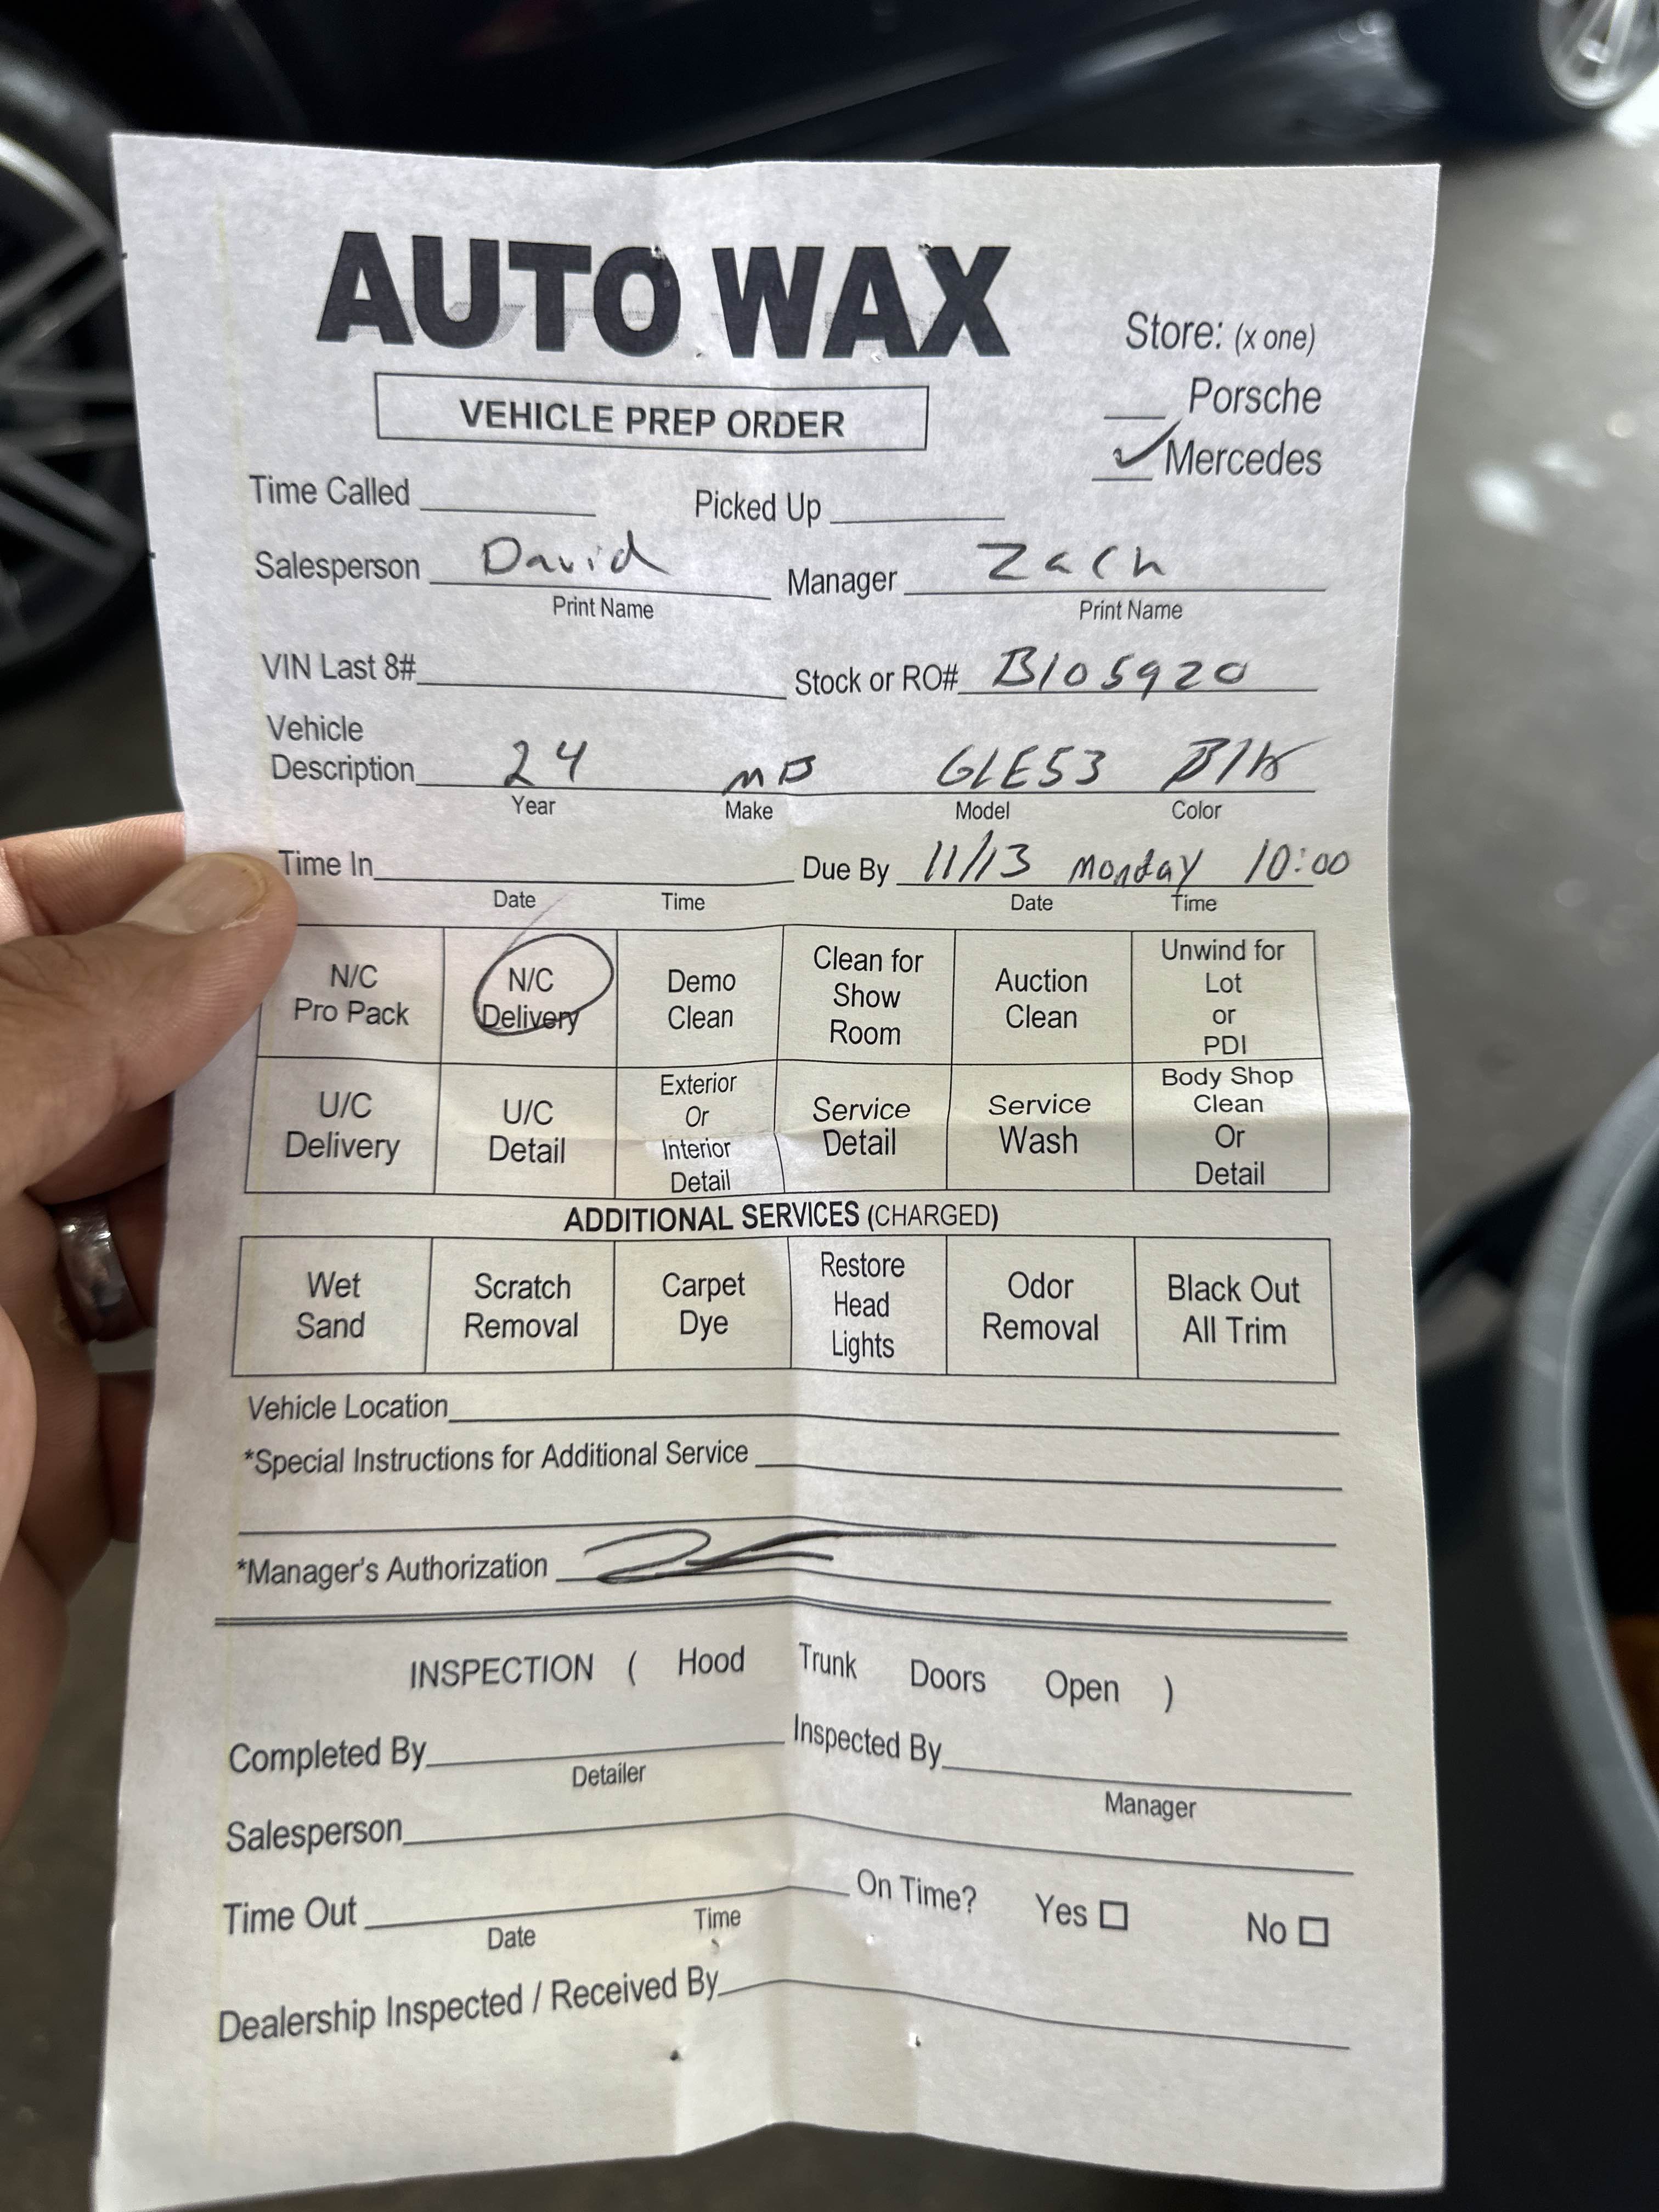 AUTO WAX
Store: (x one)
VEHICLE PREP ORDER
Porsche
✓ Mercedes
Time Called Picked Up
Salesperson David Manager Zach
Print Name Print Name
VIN Last 8# Stock or RO# B105920
Vehicle
Description 24 MB GLE53 Blk
Year Make Model Color
Time In Due By 11/13 Monday 10:00
Date Time Date Time
N/C
Pro Pack
N/C
Delivery
Demo
Clean
Clean for
Show
Room
Auction
Clean
Unwind for
Lot
or
PDI
U/C
Delivery
U/C
Detail
Exterior
Or
Interior
Detail
Service
Detail
Service
Wash
Body Shop
Clean
Or
Detail
ADDITIONAL SERVICES (CHARGED)
Wet
Sand
Scratch
Removal
Carpet
Dye
Restore
Head
Lights
Odor
Removal
Black Out
All Trim
Vehicle Location
*Special Instructions for Additional Service
*Manager's Authorization
INSPECTION ( Hood Trunk Doors Open )
Completed By Inspected By
Detailer Manager
Salesperson
Time Out On Time? Yes ☐ No ☐
Date Time
Dealership Inspected / Received By